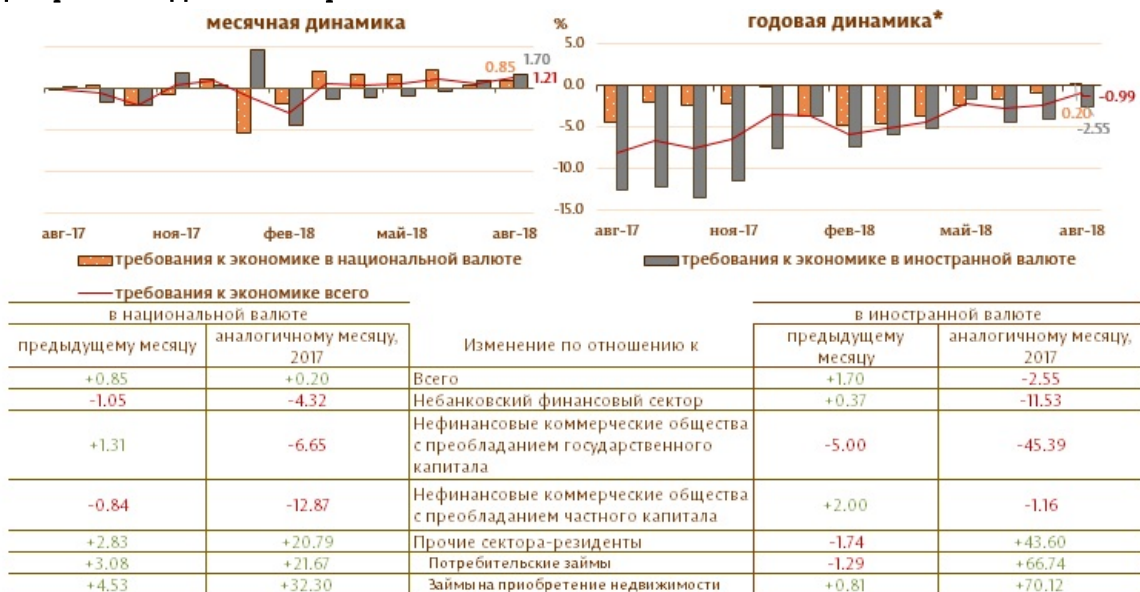 месячная динамика
0.85
1.70
1.21
авг-17 ноя-17 фев-18 май-18 авг-18
%
годовая динамика*
5.0
0.0
-5.0
-10.0
-15.0
-0.99
0.20
-2.55
авг-17 ноя-17 фев-18 май-18 авг-18
требования к экономике в национальной валюте
требования к экономике в иностранной валюте
требования к экономике всего
в национальной валюте
Изменение по отношению к
в иностранной валюте
предыдущему месяцу
аналогичному месяцу,
2017
предыдущему
месяцу
аналогичному месяцу,
2017
+0.85 +0.20 Всего +1.70 -2.55
-1.05 -4.32 Небанковский финансовый сектор +0.37 -11.53
Нефинансовые коммерческие общества
+1.31 -6.65 с преобладанием государственного -5.00 -45.39
капитала
-0.84 -12.87 Нефинансовые коммерческие общества +2.00 -1.16
с преобладанием частного капитала
+2.83 +20.79 Прочие сектора-резиденты -1.74 +43.60
+3.08 +21.67 Потребительские займы -1.29 +66.74
+4.53 +32.30 Займы на приобретение недвижимости +0.81 +70.12